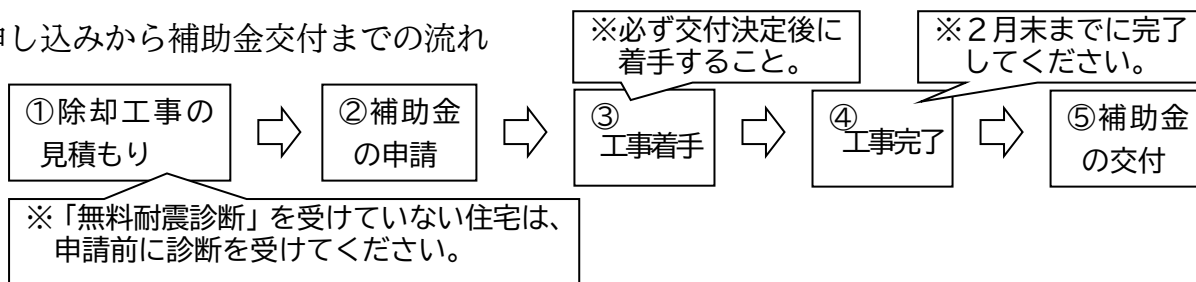 し込みから補助金交付までの流れ
※必ず交付決定後に
着手すること。
※２月末までに完了
してください。
①除却工事の
見積もり
②補助金
の申請
③
工事着手
④
工事完了
⑤補助金
の交付
※「無料耐震診断」を受けていない住宅は、
申請前に診断を受けてください。